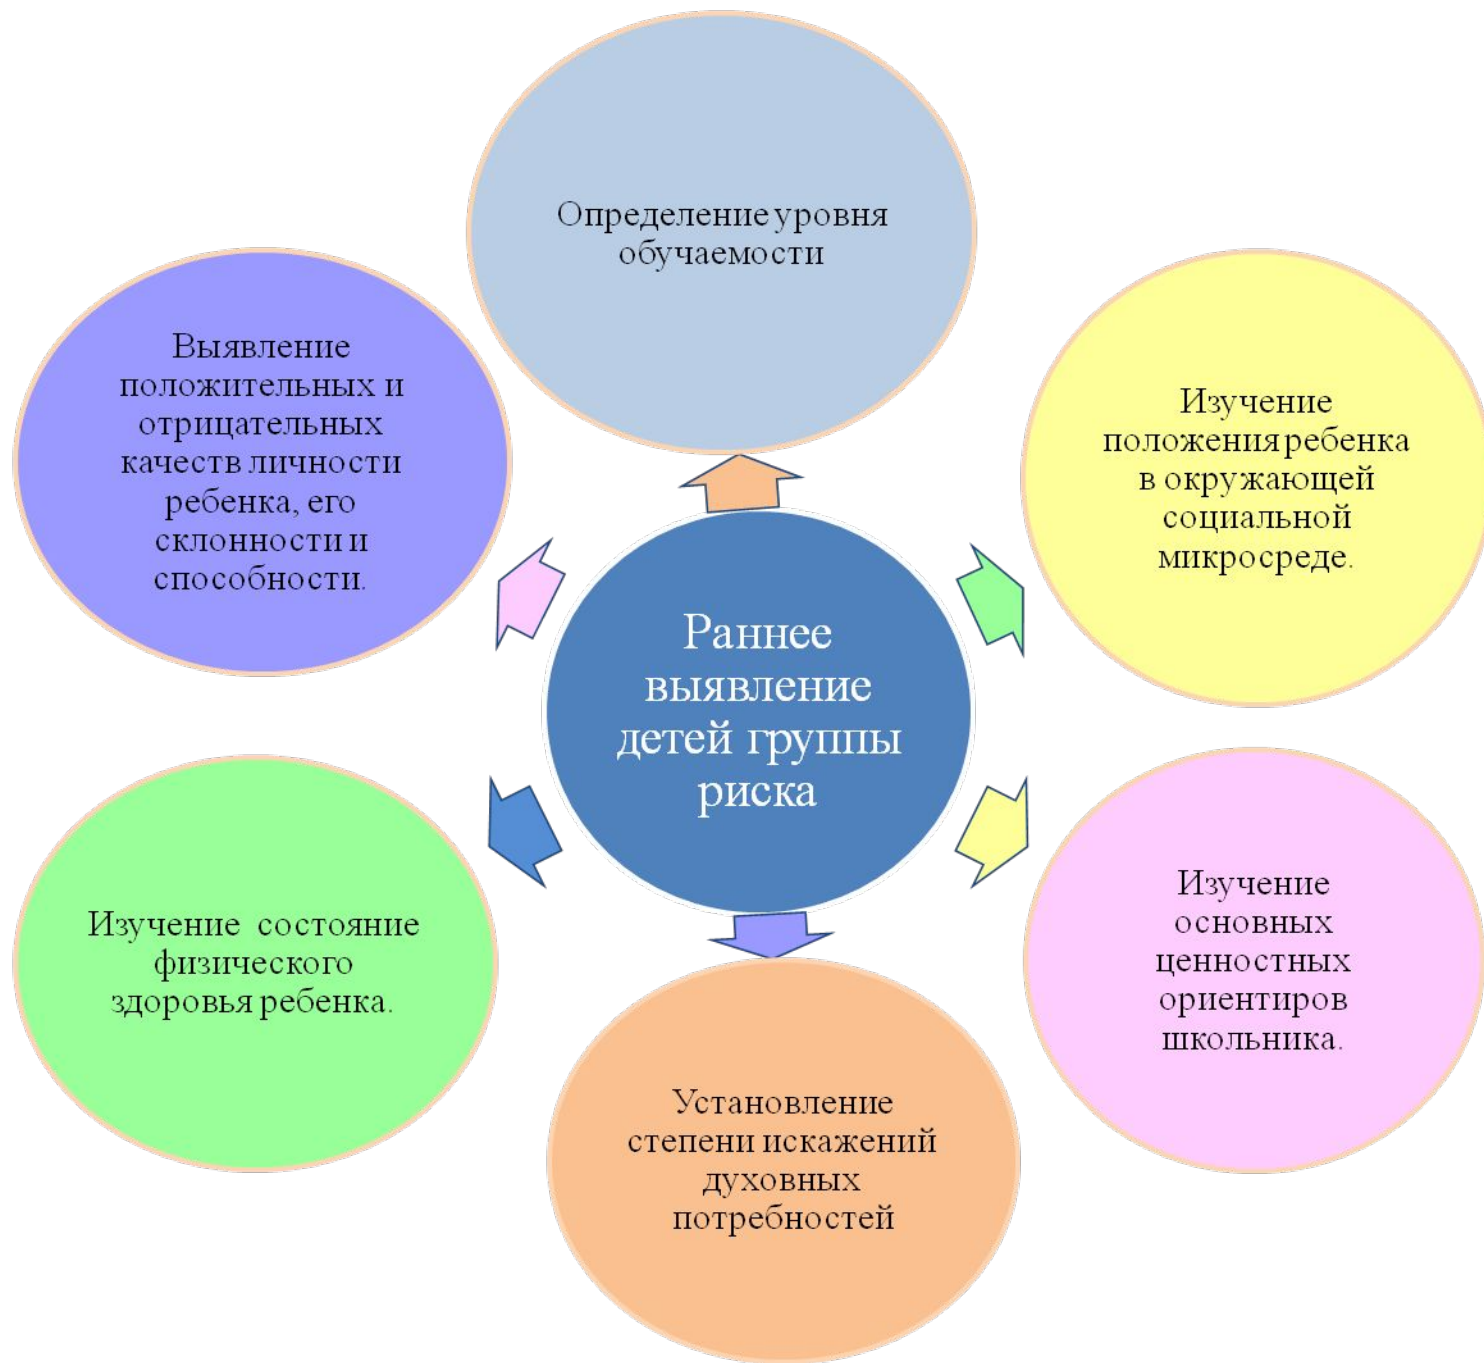 Определение уровня
обучаемости
Выявление
положительных и
отрицательных
качеств личности
ребенка, его
склонности и
способности.
Изучение
положения ребенка
в окружающей
социальной
микросреде.
Раннее
выявление
детей группы
риска
Изучение состояние
физического
здоровья ребенка.
Изучение
основных
ценностных
ориентиров
школьника.
Установление
степени искажений
духовных
потребностей